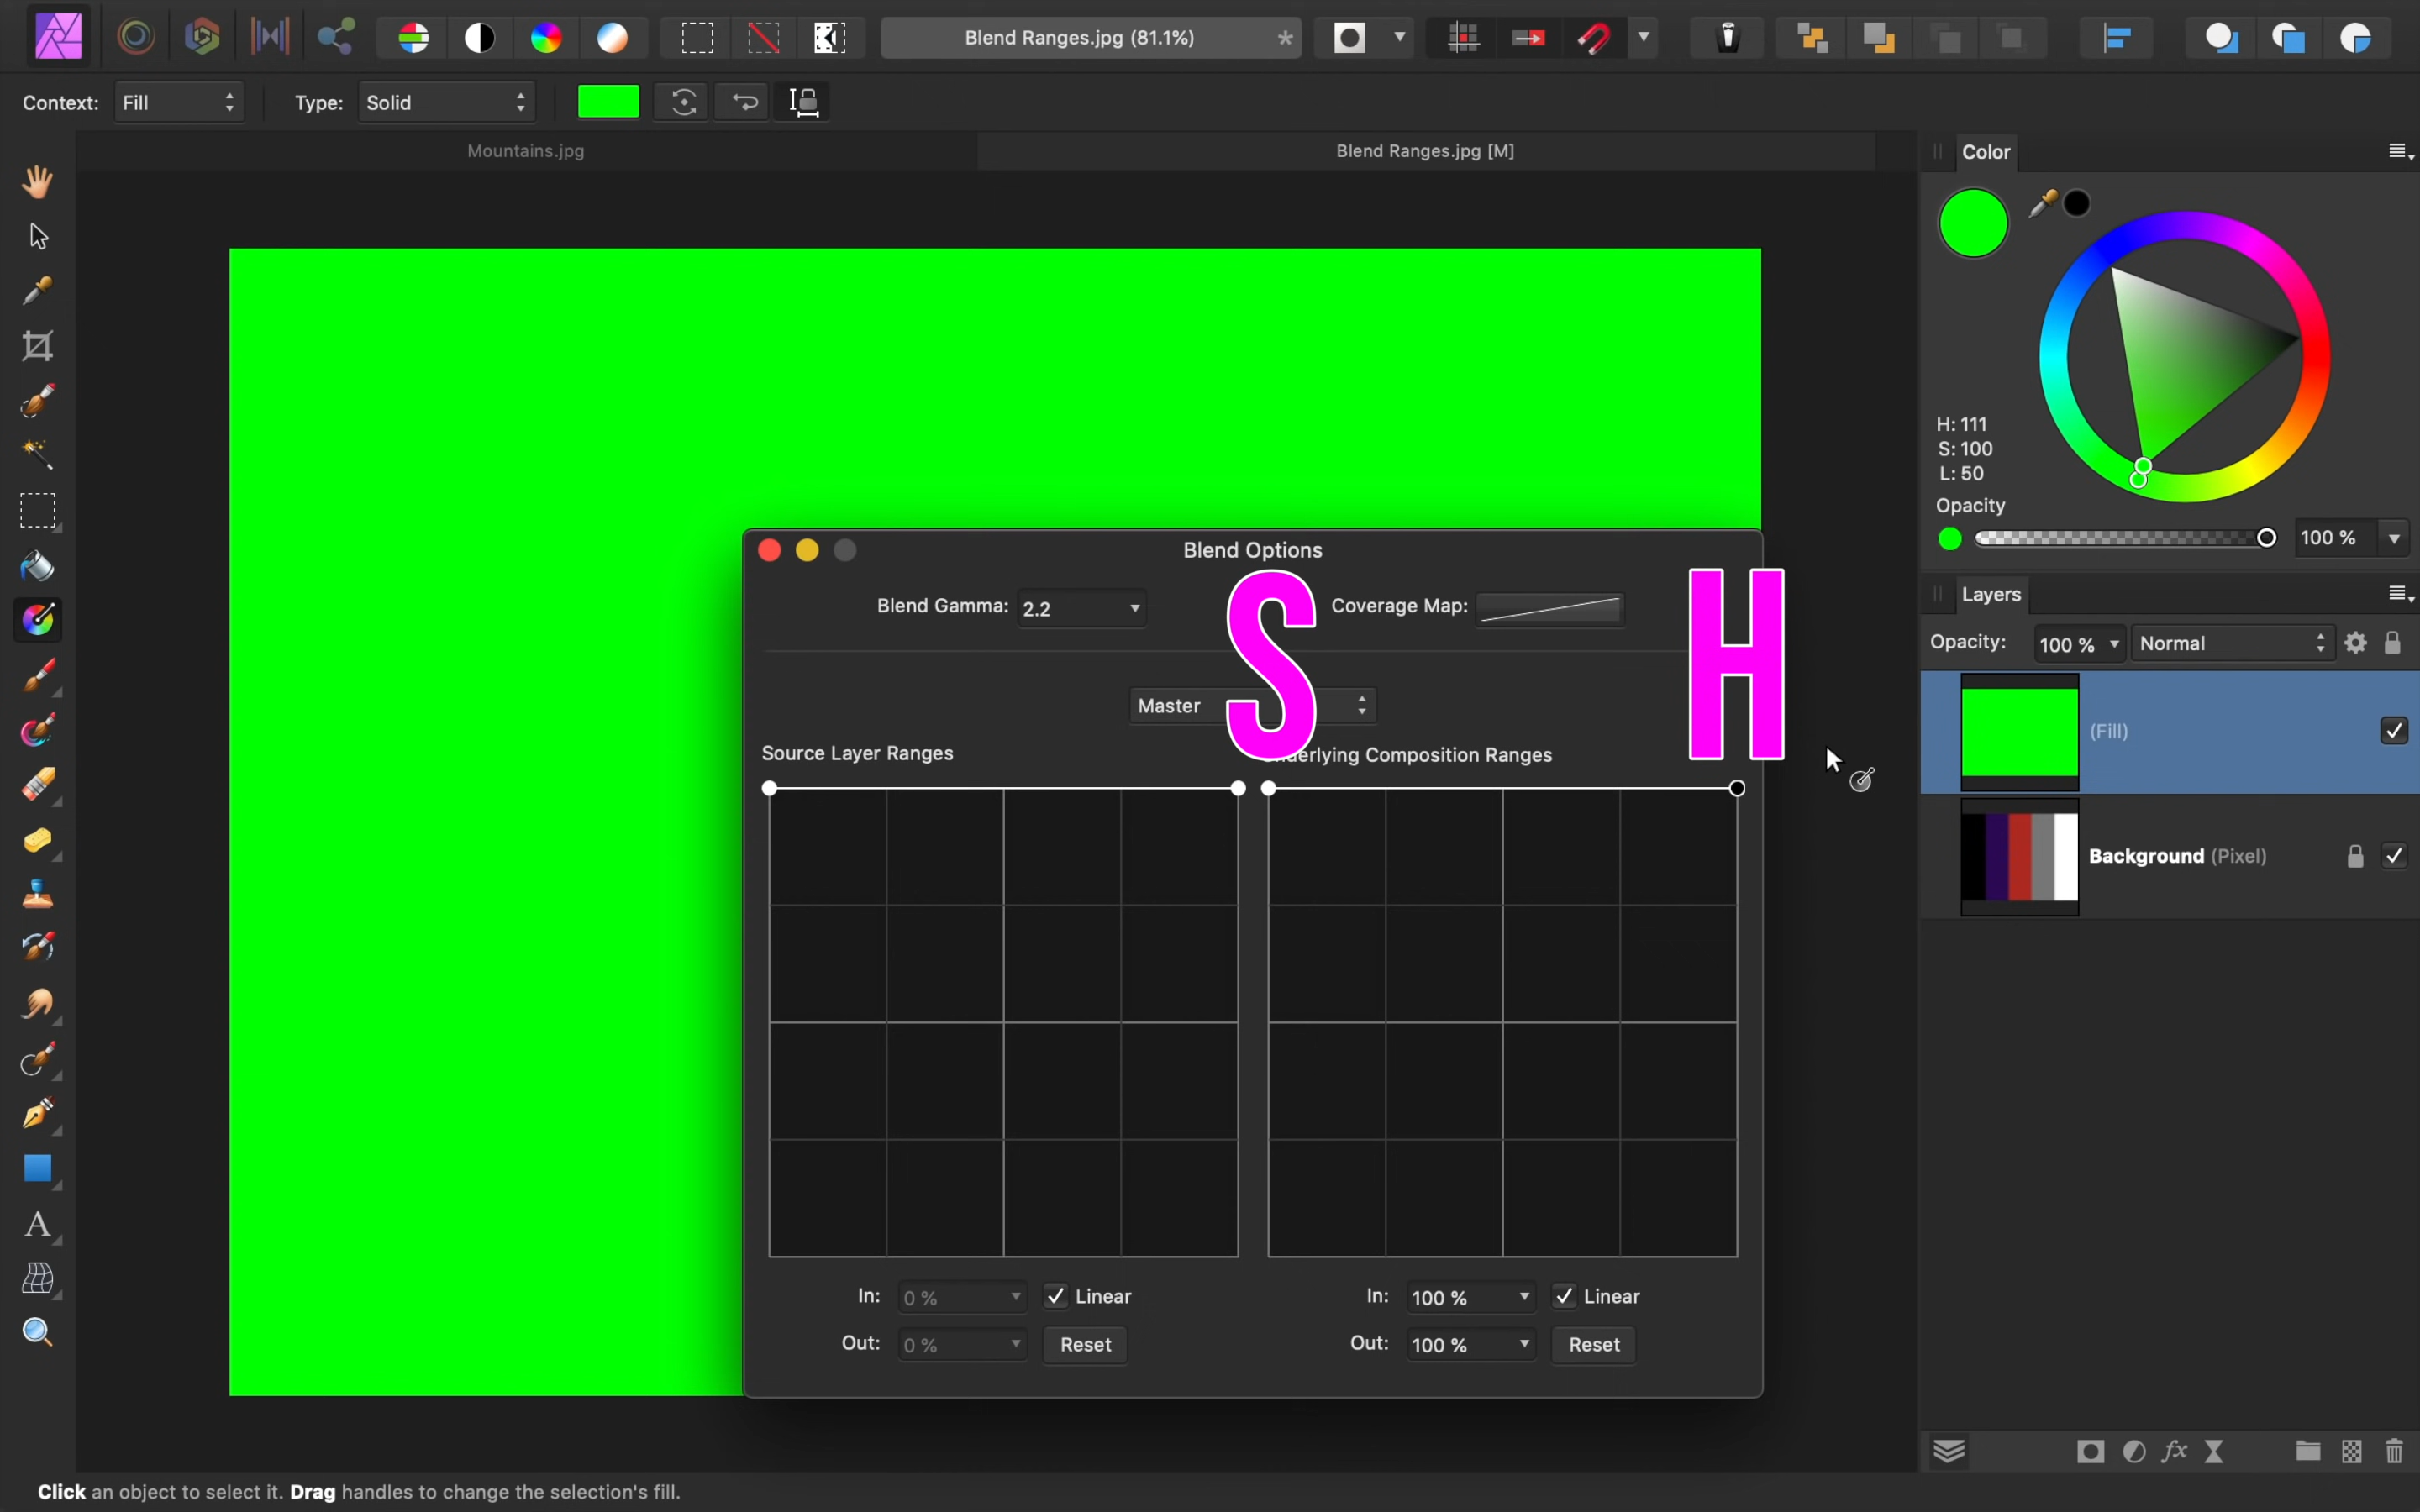 Blend Ranges.jpg (81.1%) *
Context: Fill Type: Solid
Mountains.jpg Blend Ranges.jpg [M]
Color
H: 111
S: 100
L: 50
Opacity
100 %
Blend Options
Blend Gamma: 2.2 Coverage Map:
S H
Master
Source Layer Ranges
derlying Composition Ranges
In: 0 % Linear
Out: 0 % Reset
In: 100 % Linear
Out: 100 % Reset
Layers
Opacity: 100 % Normal
(Fill)
Background (Pixel)
A
fx
Click an object to select it. Drag handles to change the selection's fill.